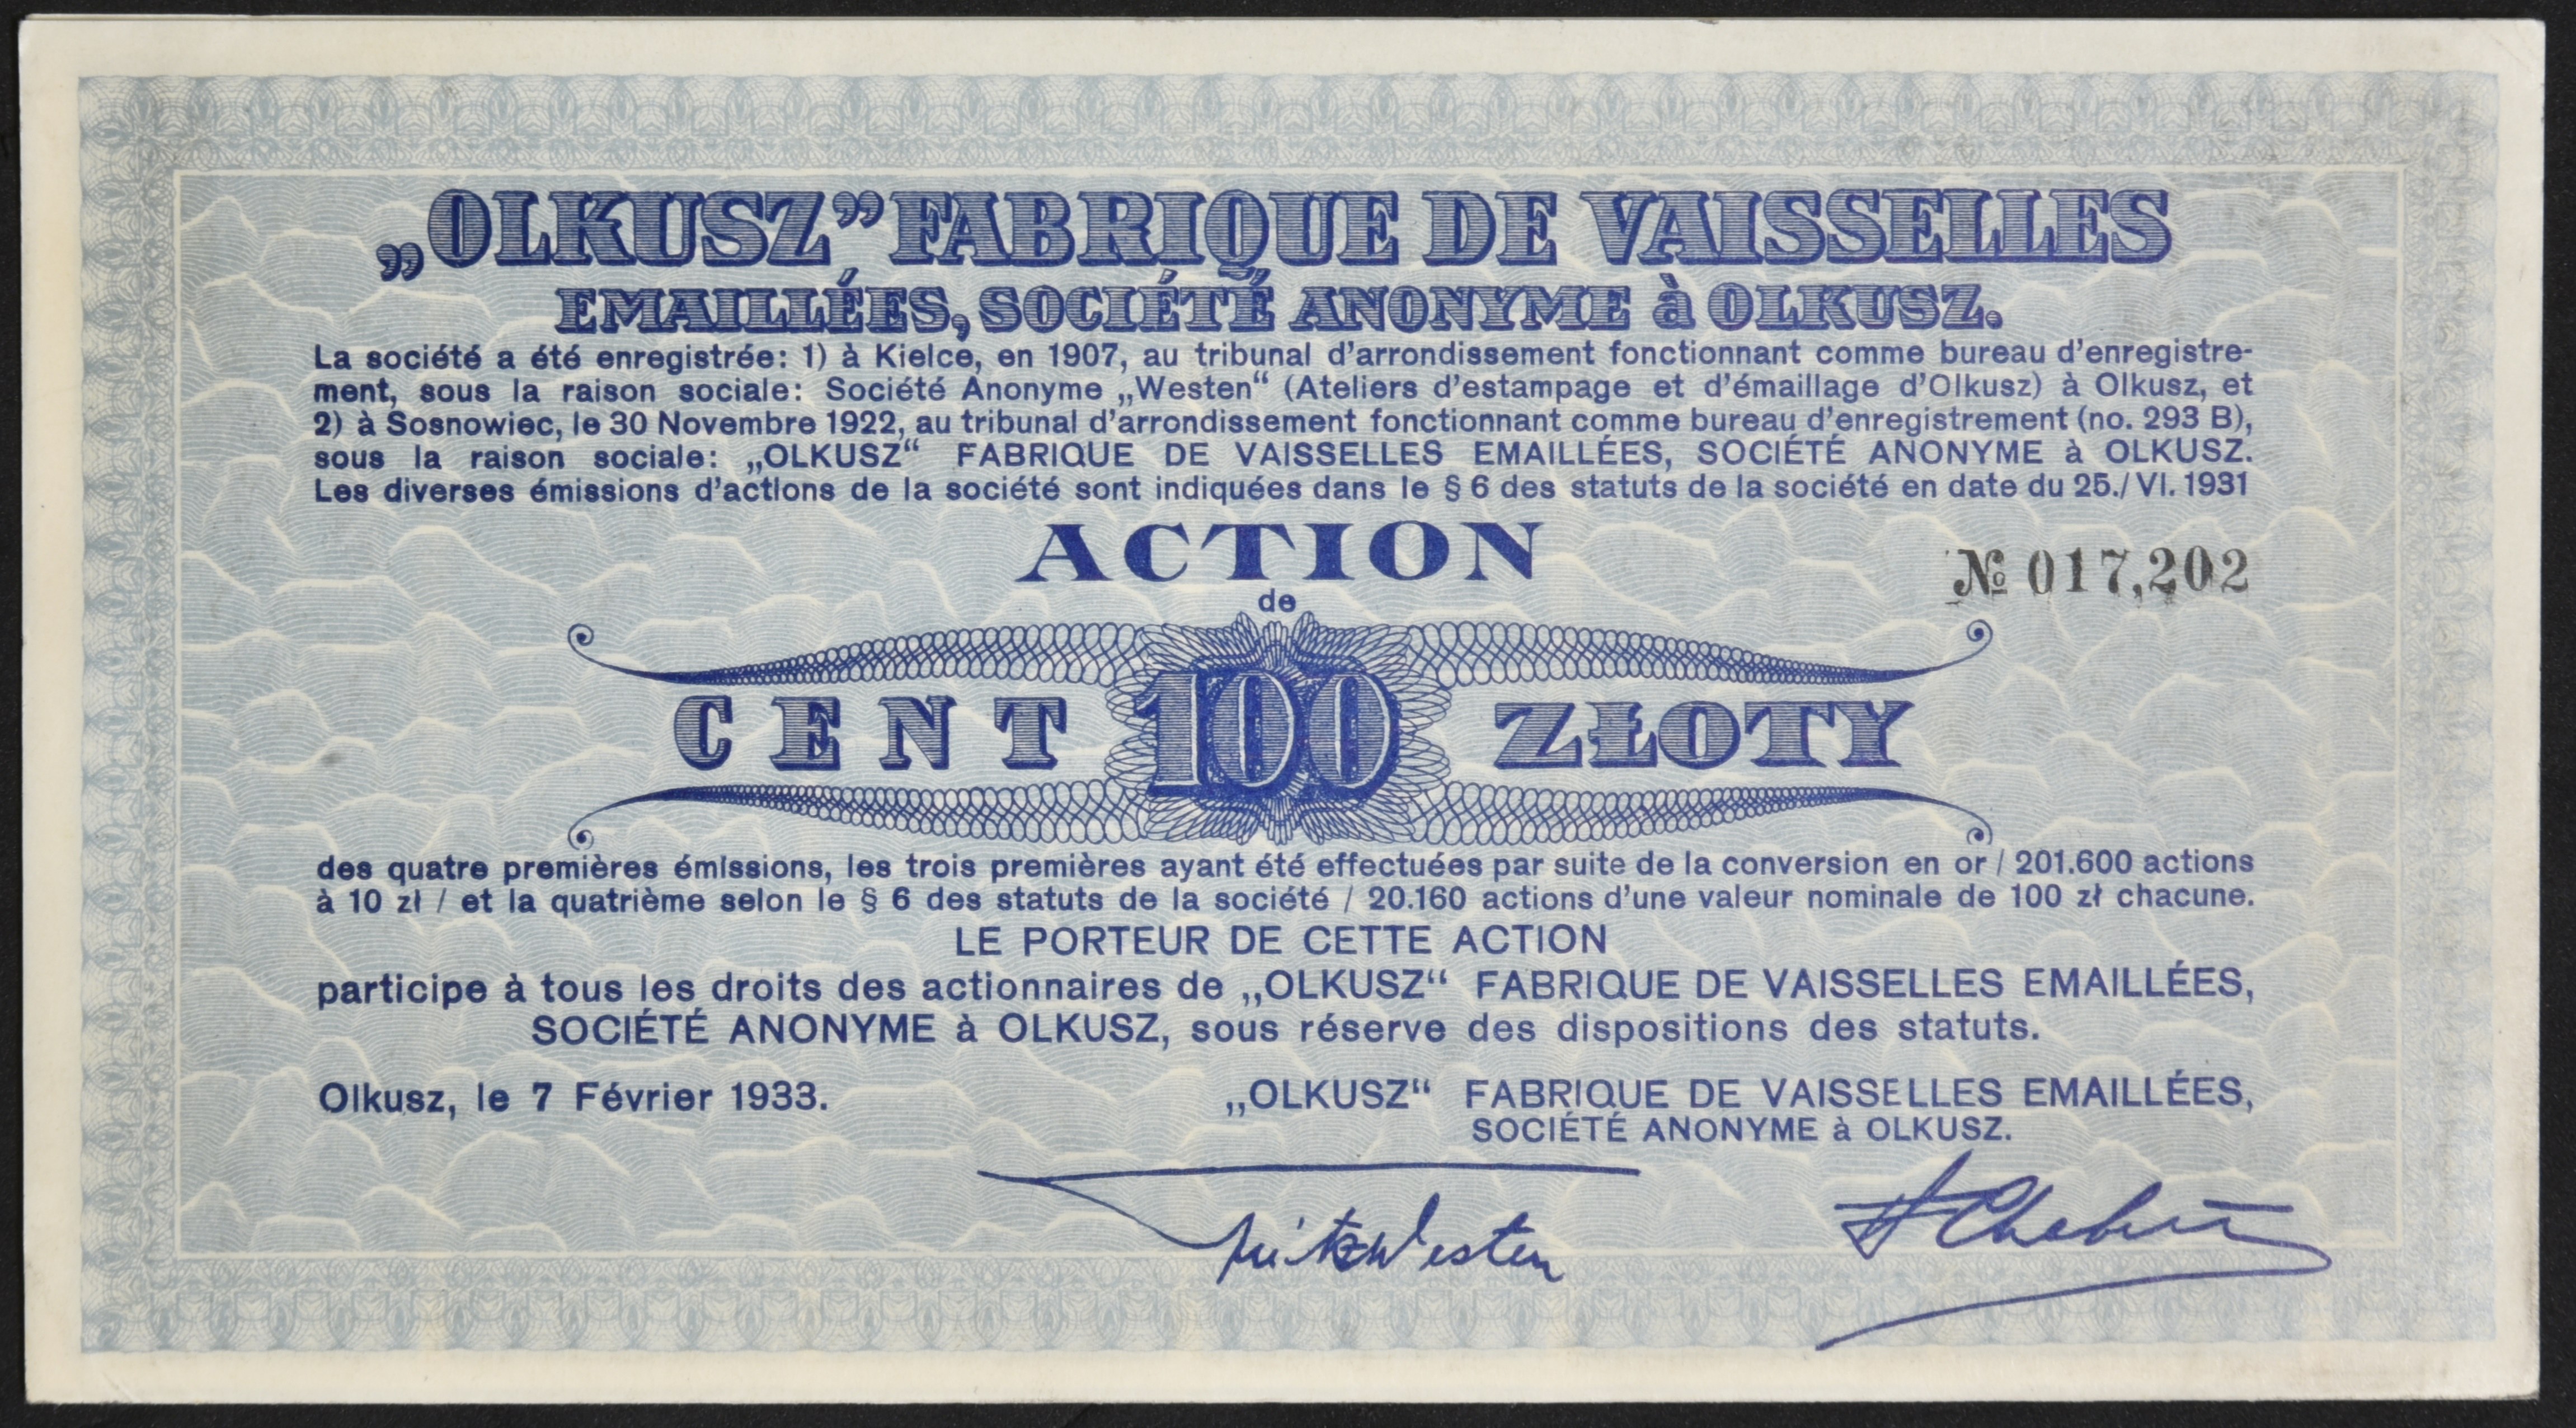 „OLKUSZ” FABRIQUE DE VAISSELLES
EMAILLÉES, SOCIÉTÉ ANONYME à OLKUSZ.
La société a été enregistrée: 1) à Kielce, en 1907, au tribunal d'arrondissement fonctionnant comme bureau d'enregistre-
ment, sous la raison sociale: Société Anonyme „Westen“ (Ateliers d'estampage et d'émaillage d'Olkusz) à Olkusz, et
2) à Sosnowiec, le 30 Novembre 1922, au tribunal d'arrondissement fonctionnant comme bureau d'enregistrement (no. 293 B),
sous la raison sociale: „OLKUSZ“ FABRIQUE DE VAISSELLES EMAILLÉES, SOCIÉTÉ ANONYME à OLKUSZ.
Les diverses émissions d'actions de la société sont indiquées dans le § 6 des statuts de la société en date du 25./VI. 1931
ACTION
№ 017,202
de
CENT 100 ZŁOTY
des quatre premières émissions, les trois premières ayant été effectuées par suite de la conversion en or / 201.600 actions
à 10 zł / et la quatrième selon le § 6 des statuts de la société / 20.160 actions d'une valeur nominale de 100 zł chacune.
LE PORTEUR DE CETTE ACTION
participe à tous les droits des actionnaires de „OLKUSZ“ FABRIQUE DE VAISSELLES EMAILLÉES,
SOCIÉTÉ ANONYME à OLKUSZ, sous réserve des dispositions des statuts.
Olkusz, le 7 Février 1933.
„OLKUSZ“ FABRIQUE DE VAISSELLES EMAILLÉES,
SOCIÉTÉ ANONYME à OLKUSZ.
Fritz Westen